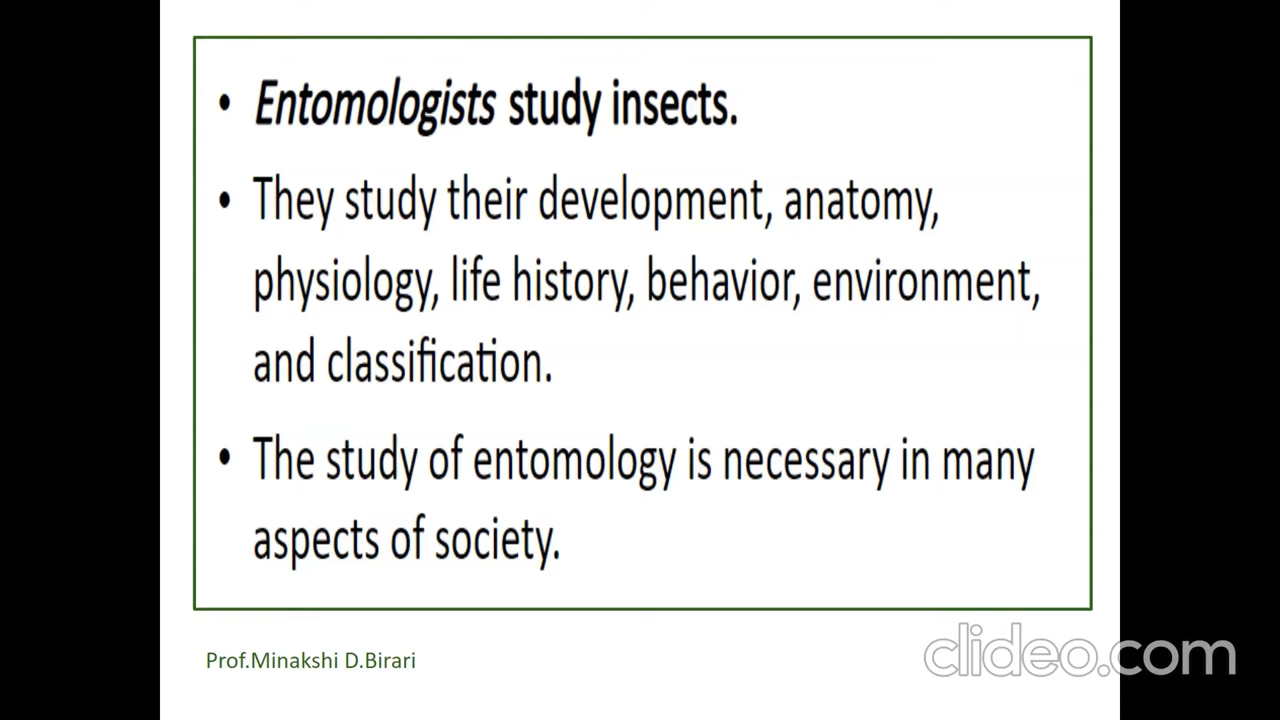 • Entomologists study insects.
• They study their development, anatomy,
physiology, life history, behavior, environment,
and classification.
• The study of entomology is necessary in many
aspects of society.
Prof.Minakshi D.Birari
clideo.com